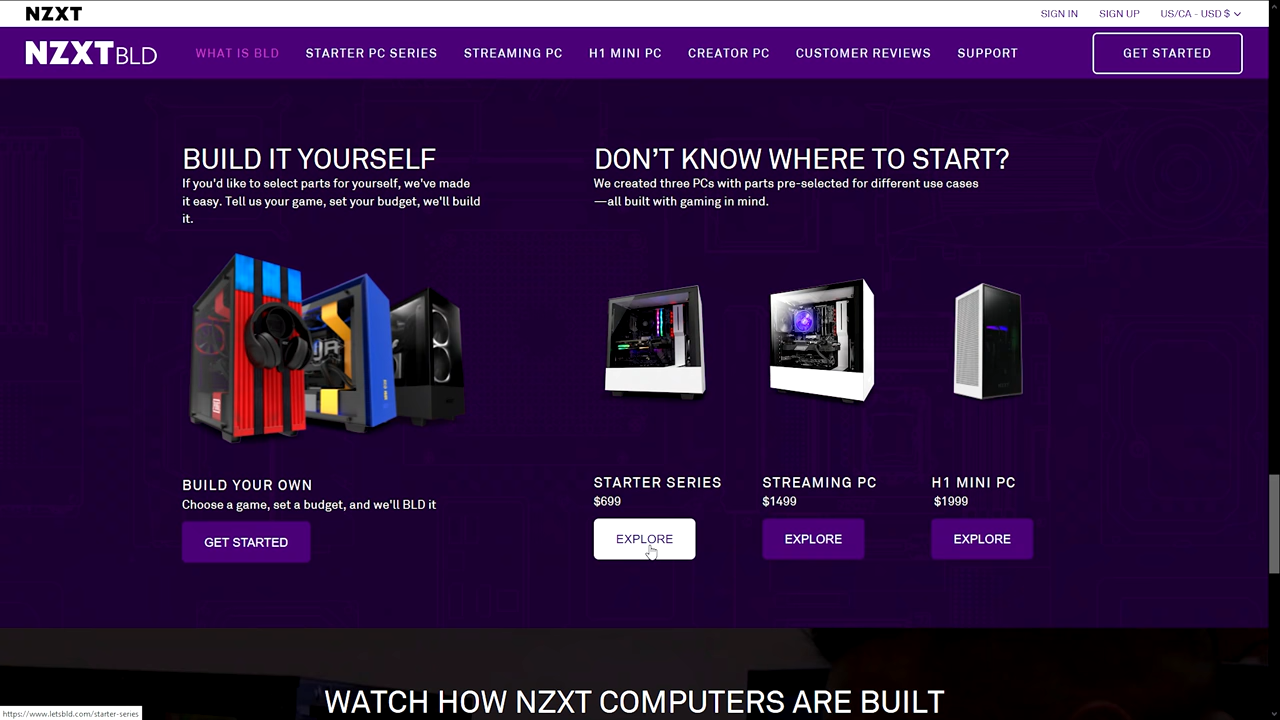 NZXT
SIGN IN
SIGN UP
US/CA - USD $
NZXT BLD
WHAT IS BLD
STARTER PC SERIES
STREAMING PC
H1 MINI PC
CREATOR PC
CUSTOMER REVIEWS
SUPPORT
GET STARTED
BUILD IT YOURSELF
If you'd like to select parts for yourself, we've made
it easy. Tell us your game, set your budget, we'll build
it.
DON'T KNOW WHERE TO START?
We created three PCs with parts pre-selected for different use cases
—all built with gaming in mind.
BUILD YOUR OWN
Choose a game, set a budget, and we'll BLD it
GET STARTED
STARTER SERIES
$699
EXPLORE
STREAMING PC
$1499
EXPLORE
H1 MINI PC
$1999
EXPLORE
WATCH HOW NZXT COMPUTERS ARE BUILT
https://www.letsbld.com/starter-series